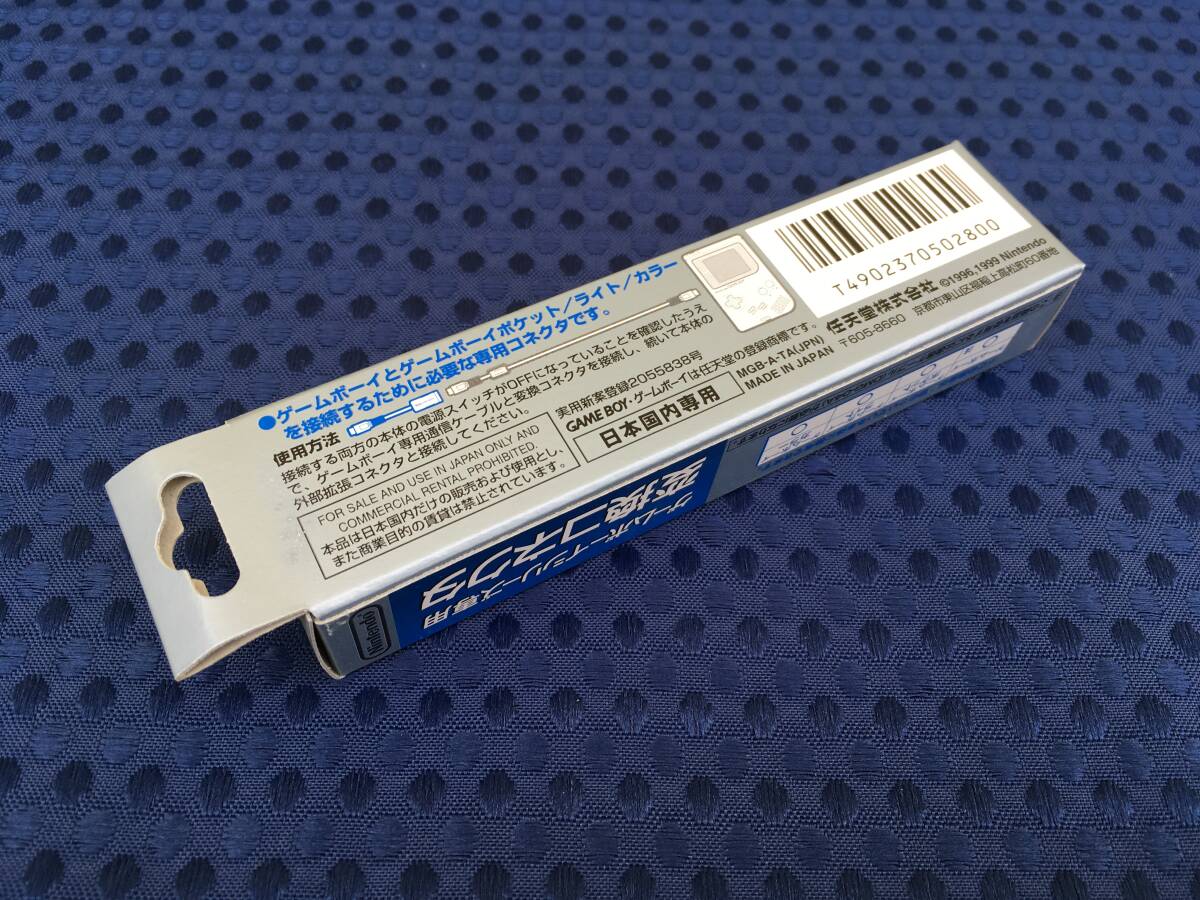 ●ゲームボーイとゲームボーイポケット/ライト/カラー
を接続するために必要な専用コネクタです。
使用方法
接続する両方の本体の電源スイッチがOFFになっていることを確認したうえ
で、ゲームボーイ専用通信ケーブルと変換コネクタを接続し、続いて本体の
外部拡張コネクタと接続してください。
FOR SALE AND USE IN JAPAN ONLY AND
COMMERCIAL RENTAL PROHIBITED.
本品は日本国内だけの販売および使用とし、
また商業目的の賃貸は禁止されています。
実用新案登録2055838号
GAME BOY・ゲームボーイは任天堂の登録商標です。
日本国内専用
MGB-A-TA(JPN)
MADE IN JAPAN
T4902370502800
任天堂株式会社 ©1996,1999 Nintendo
〒605-8660 京都市東山区福稲上高松町60番地
Nintendo
ゲームボーイシリーズ専用
変換コネクタ